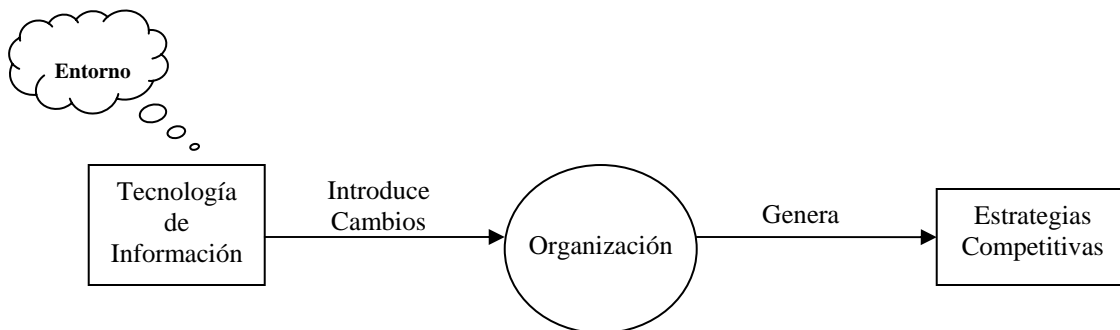 Entorno
Tecnología
de
Información
Introduce
Cambios
Organización
Genera
Estrategias
Competitivas